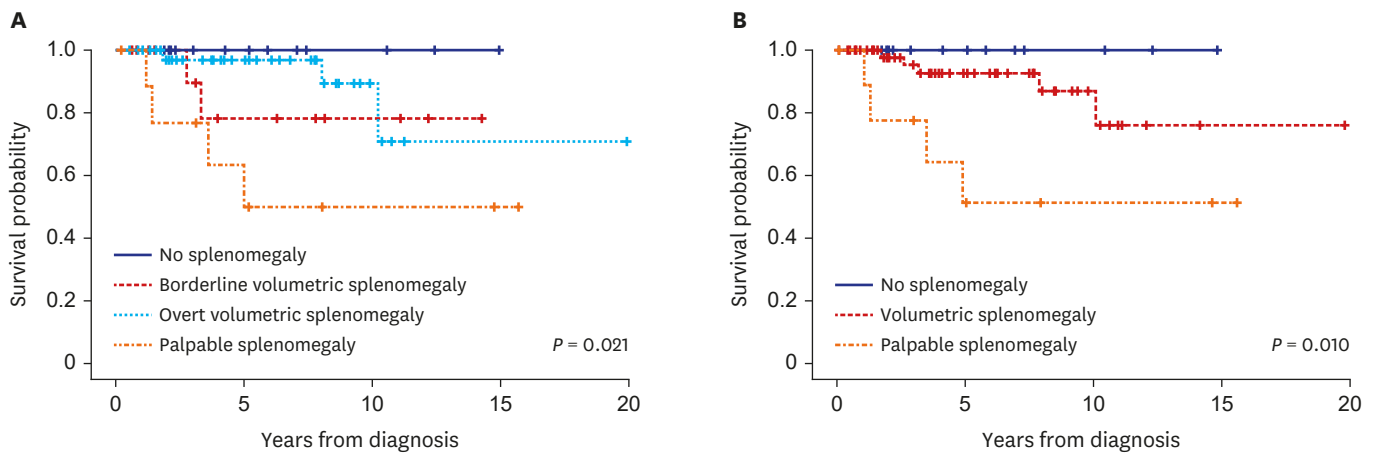 A
Survival probability
1.0
0.8
0.6
0.4
0.2
0
No splenomegaly
Borderline volumetric splenomegaly
Overt volumetric splenomegaly
Palpable splenomegaly
P = 0.021
0 5 10 15 20
Years from diagnosis
B
Survival probability
1.0
0.8
0.6
0.4
0.2
0
No splenomegaly
Volumetric splenomegaly
Palpable splenomegaly
P = 0.010
0 5 10 15 20
Years from diagnosis